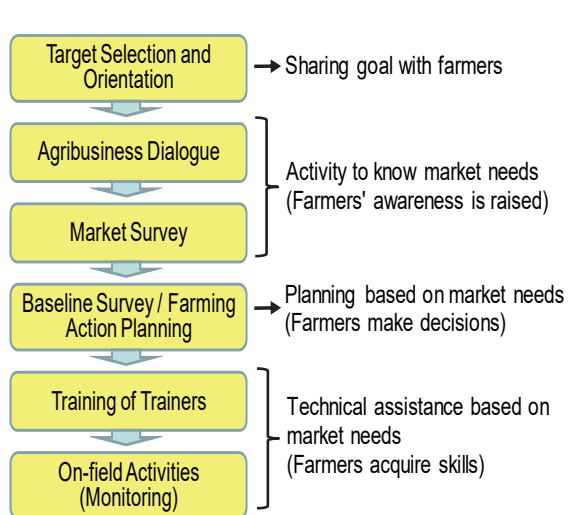 Target Selection and
Orientation
Sharing goal with farmers
Agribusiness Dialogue
Activity to know market needs
(Farmers' awareness is raised)
Market Survey
Baseline Survey / Farming
Action Planning
Planning based on market needs
(Farmers make decisions)
Training of Trainers
Technical assistance based on
market needs
(Farmers acquire skills)
On-field Activities
(Monitoring)